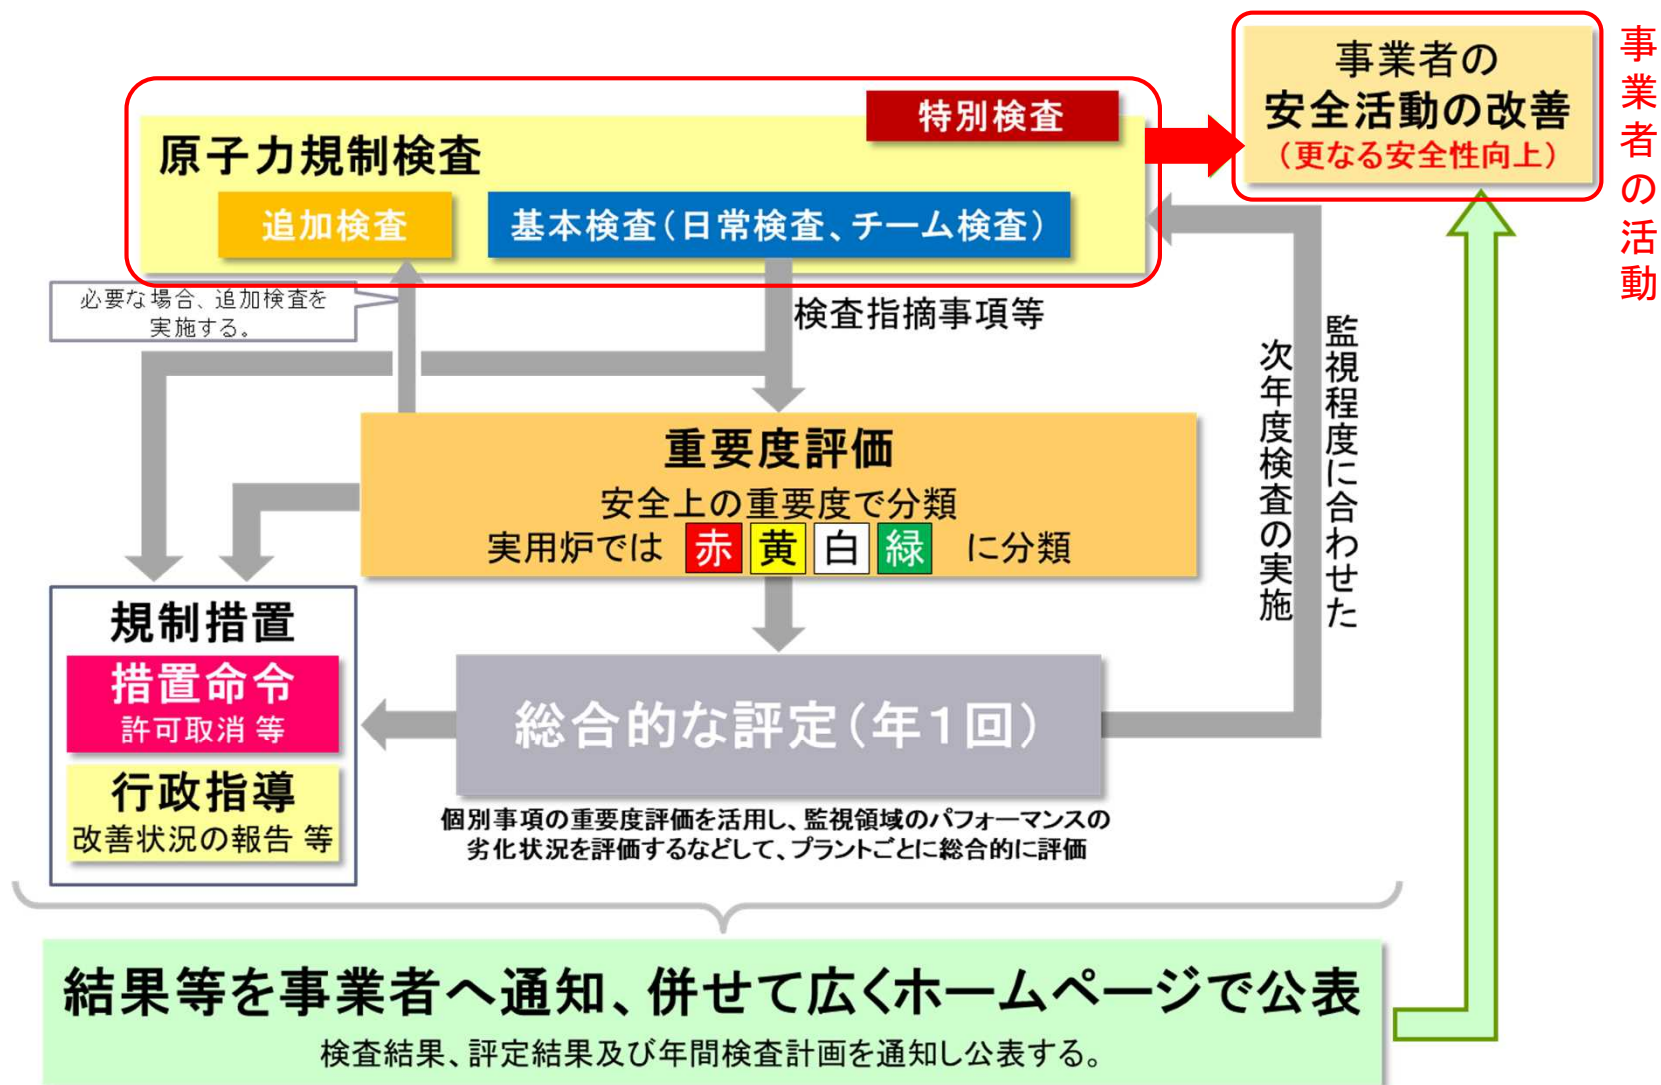 事業者の
安全活動の改善
（更なる安全性向上）
事業者の活動
特別検査
原子力規制検査
追加検査
基本検査（日常検査、チーム検査）
必要な場合、追加検査を
実施する。
検査指摘事項等
監視程度に合わせた
次年度検査の実施
重要度評価
安全上の重要度で分類
実用炉では 赤 黄 白 緑 に分類
規制措置
措置命令
許可取消 等
行政指導
改善状況の報告 等
総合的な評定（年１回）
個別事項の重要度評価を活用し、監視領域のパフォーマンスの
劣化状況を評価するなどして、プラントごとに総合的に評価
結果等を事業者へ通知、併せて広くホームページで公表
検査結果、評定結果及び年間検査計画を通知し公表する。